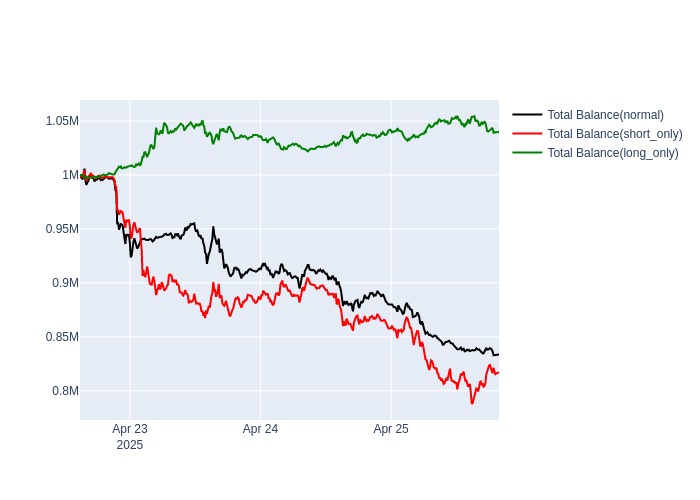 1.05M
1M
0.95M
0.9M
0.85M
0.8M
Apr 23
2025
Apr 24
Apr 25
Total Balance(normal)
Total Balance(short_only)
Total Balance(long_only)